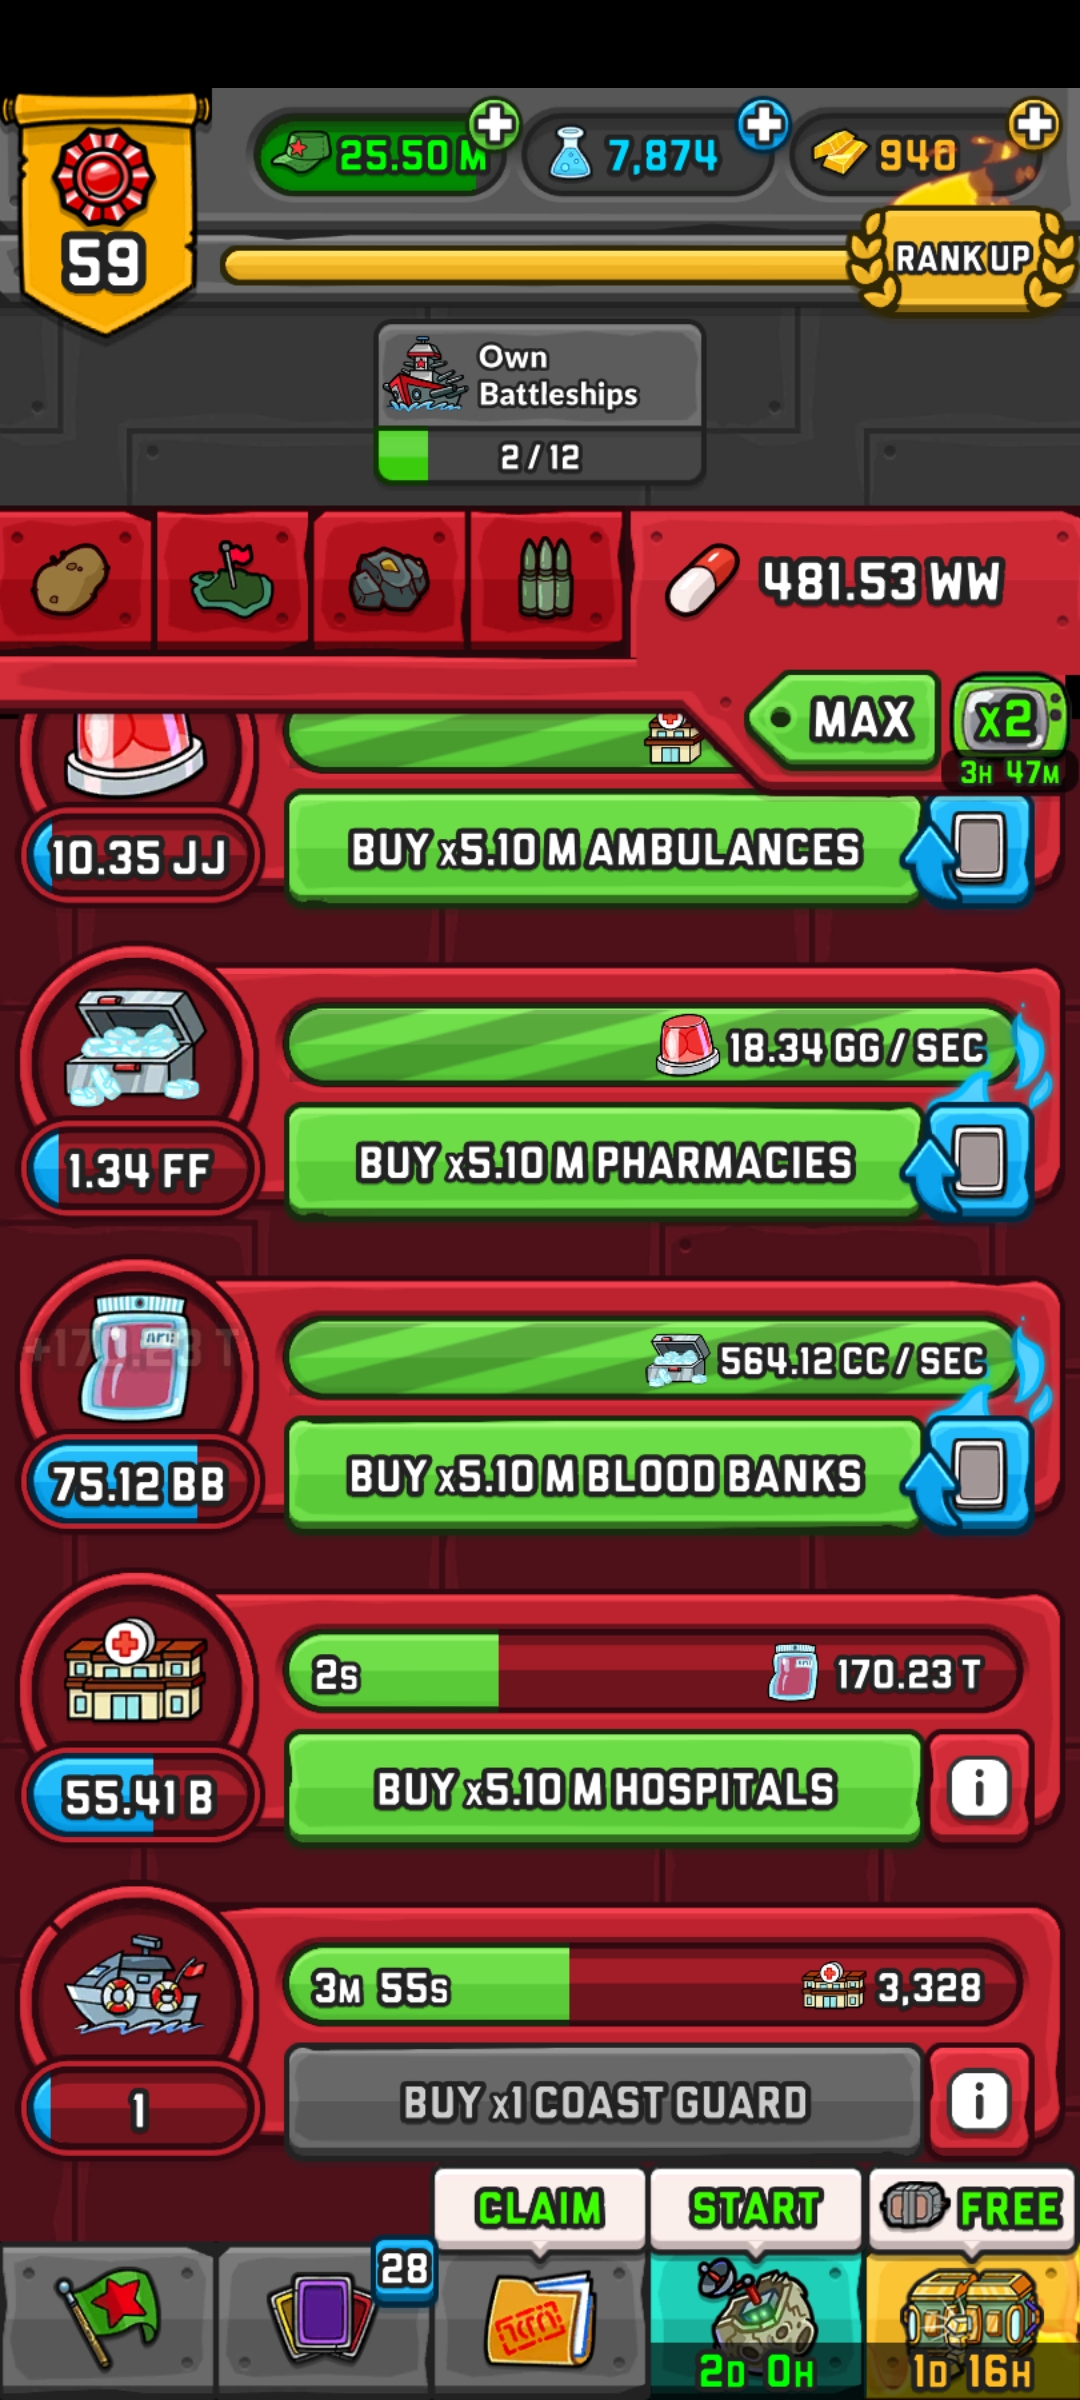 25.50 M
7,874
940
59
RANK UP
Own
Battleships
2 / 12
481.53 WW
MAX
x2
3H 47M
10.35 JJ
BUY x5.10 M AMBULANCES
18.34 GG / SEC
1.34 FF
BUY x5.10 M PHARMACIES
564.12 CC / SEC
+170.23 T
75.12 BB
BUY x5.10 M BLOOD BANKS
2S
170.23 T
55.41 B
BUY x5.10 M HOSPITALS
3M 55S
3,328
1
BUY x1 COAST GUARD
CLAIM
START
FREE
28
2D 0H
1D 16H